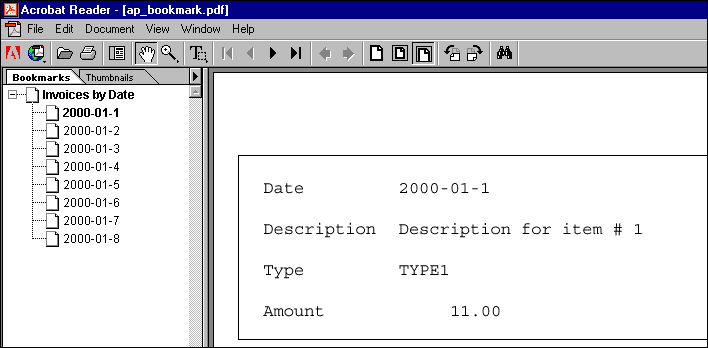 Acrobat Reader - [ap_bookmark.pdf]
File Edit Document View Window Help
Bookmarks Thumbnails
Invoices by Date
2000-01-1
2000-01-2
2000-01-3
2000-01-4
2000-01-5
2000-01-6
2000-01-7
2000-01-8
Date 2000-01-1
Description Description for item # 1
Type TYPE1
Amount 11.00